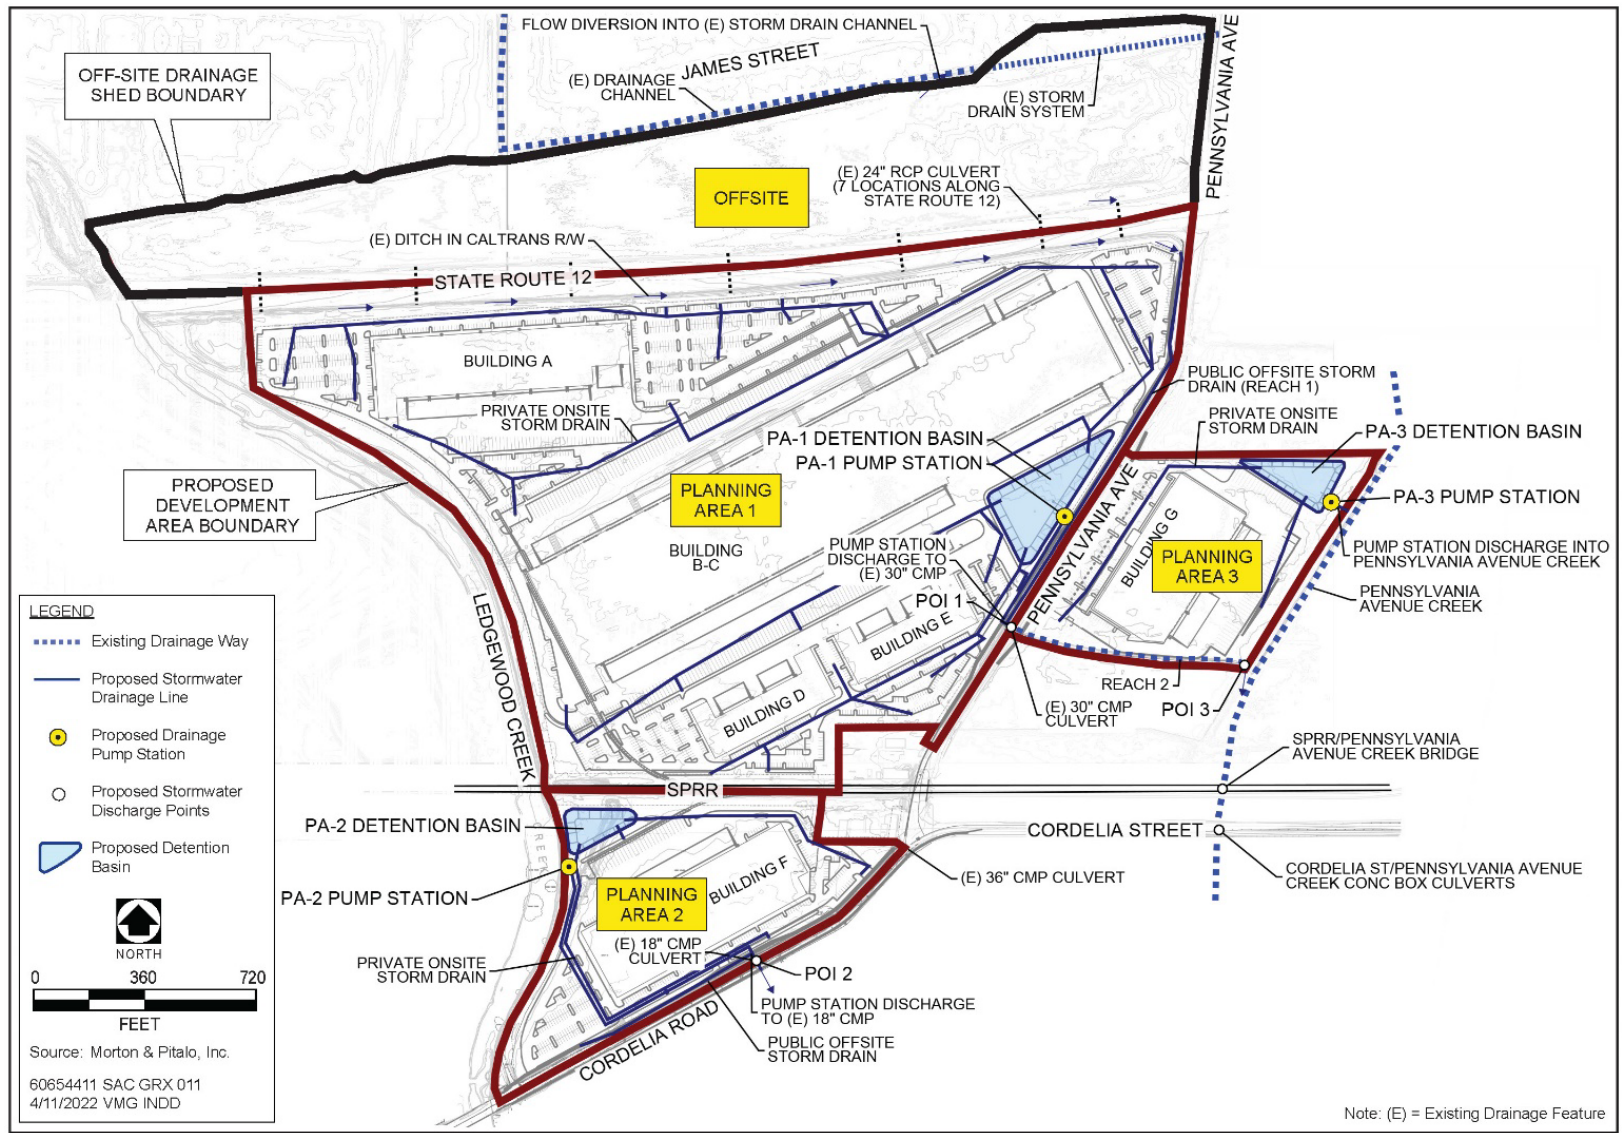 FLOW DIVERSION INTO (E) STORM DRAIN CHANNEL
JAMES STREET
(E) DRAINAGE
CHANNEL
PENNSYLVANIA AVE
OFF-SITE DRAINAGE
SHED BOUNDARY
(E) STORM
DRAIN SYSTEM
OFFSITE
(E) 24" RCP CULVERT
(7 LOCATIONS ALONG
STATE ROUTE 12)
(E) DITCH IN CALTRANS R/W
STATE ROUTE 12
BUILDING A
PRIVATE ONSITE
STORM DRAIN
PUBLIC OFFSITE STORM
DRAIN (REACH 1)
PRIVATE ONSITE
STORM DRAIN
PA-1 DETENTION BASIN
PA-1 PUMP STATION
PA-3 DETENTION BASIN
PROPOSED
DEVELOPMENT
AREA BOUNDARY
PLANNING
AREA 1
BUILDING
B-C
PENNSYLVANIA AVE
BUILDING G
PA-3 PUMP STATION
PLANNING
AREA 3
PUMP STATION DISCHARGE INTO
PENNSYLVANIA AVENUE CREEK
PUMP STATION
DISCHARGE TO
(E) 30" CMP
POI 1
PENNSYLVANIA
AVENUE CREEK
LEDGEWOOD CREEK
BUILDING E
BUILDING D
REACH 2
(E) 30" CMP
CULVERT
POI 3
SPRR/PENNSYLVANIA
AVENUE CREEK BRIDGE
SPRR
CORDELIA STREET
CORDELIA ST/PENNSYLVANIA AVENUE
CREEK CONC BOX CULVERTS
(E) 36" CMP CULVERT
PA-2 DETENTION BASIN
CREEK
PA-2 PUMP STATION
BUILDING F
PLANNING
AREA 2
(E) 18" CMP
CULVERT
PRIVATE ONSITE
STORM DRAIN
POI 2
PUMP STATION DISCHARGE
TO (E) 18" CMP
PUBLIC OFFSITE
STORM DRAIN
CORDELIA ROAD
LEGEND
Existing Drainage Way
Proposed Stormwater
Drainage Line
Proposed Drainage
Pump Station
Proposed Stormwater
Discharge Points
Proposed Detention
Basin
NORTH
0 360 720
FEET
Source: Morton & Pitalo, Inc.
60654411 SAC GRX 011
4/11/2022 VMG INDD
Note: (E) = Existing Drainage Feature